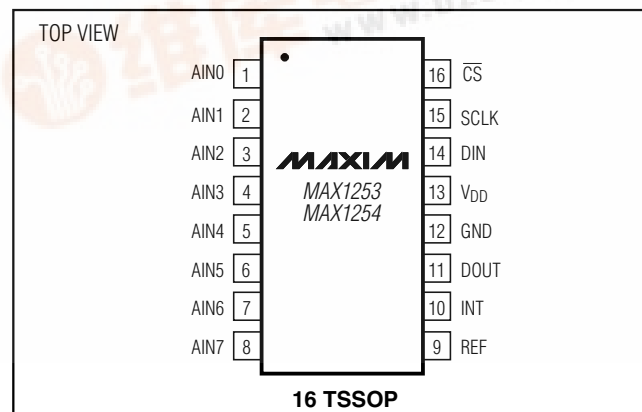 TOP VIEW
AIN0 1
AIN1 2
AIN2 3
AIN3 4
AIN4 5
AIN5 6
AIN6 7
AIN7 8
MAXIM
MAX1253
MAX1254
16 CS
15 SCLK
14 DIN
13 VDD
12 GND
11 DOUT
10 INT
9 REF
16 TSSOP